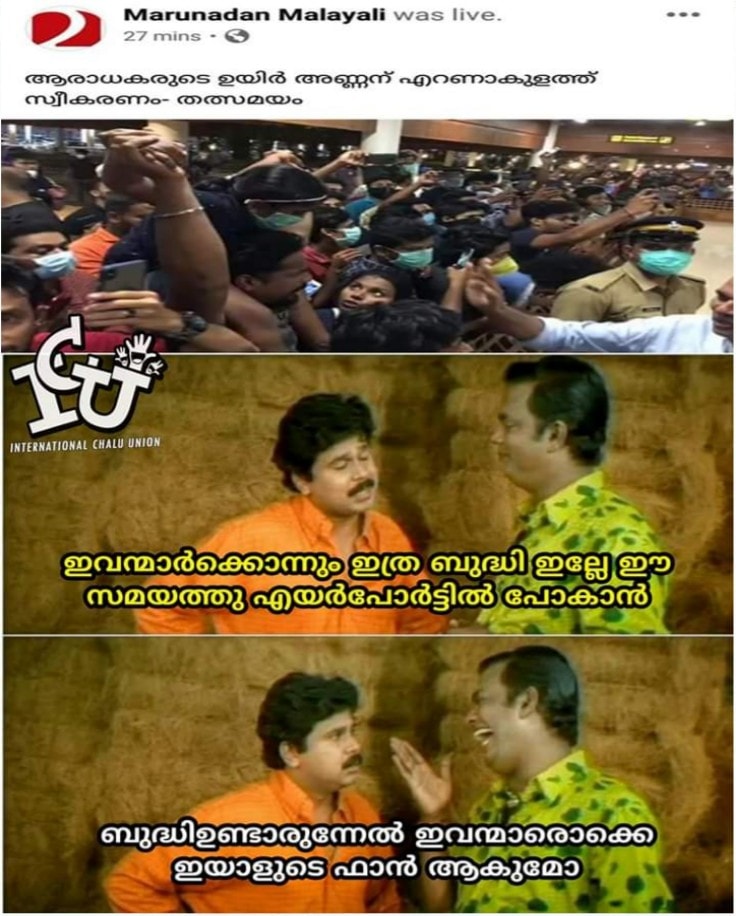 Marunadan Malayali was live.
27 mins •
ആരാധകരുടെ ഉയിർ അണ്ണന് എറണാകുളത്ത്
സ്വീകരണം- തത്സമയം
ICU
INTERNATIONAL CHALU UNION
ഇവന്മാർക്കൊന്നും ഇത്ര ബുദ്ധി ഇല്ലേ ഈ
സമയത്തു എയർപോർട്ടിൽ പോകാൻ
ബുദ്ധിഉണ്ടാരുന്നേൽ ഇവന്മാരൊക്കെ
ഇയാളുടെ ഫാൻ ആകുമോ